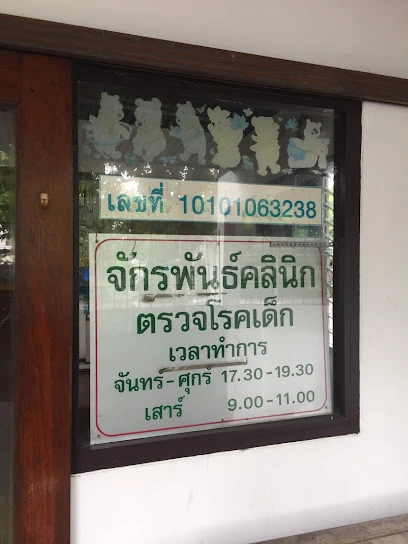 เลขที่ 10101063238
จักรพันธ์คลินิก
ตรวจโรคเด็ก
เวลาทำการ
จันทร์ - ศุกร์ 17.30 - 19.30
เสาร์ 9.00 - 11.00